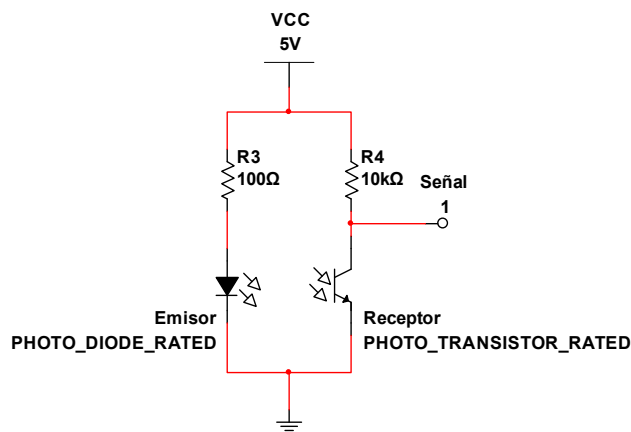 VCC
5V
R3
100Ω
R4
10kΩ
Señal
1
Emisor
PHOTO_DIODE_RATED
Receptor
PHOTO_TRANSISTOR_RATED